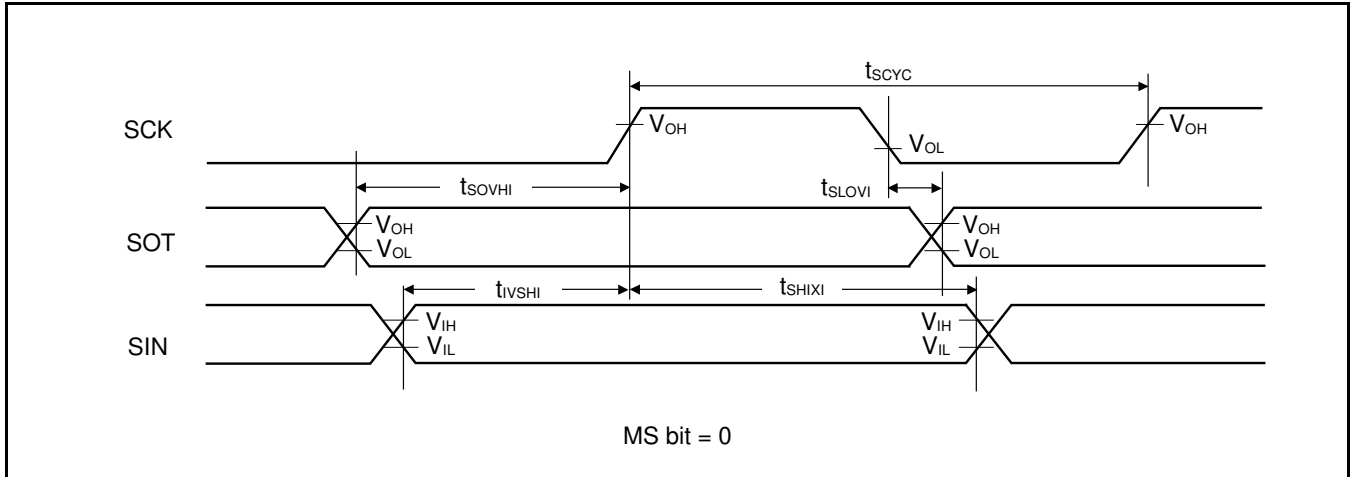 tSCYC
SCK
VOH
VOL
VOH
tSOVHI
tSLOVI
SOT
VOH
VOL
VOH
VOL
tIVSHI
tSHIXI
SIN
VIH
VIL
VIH
VIL
MS bit = 0